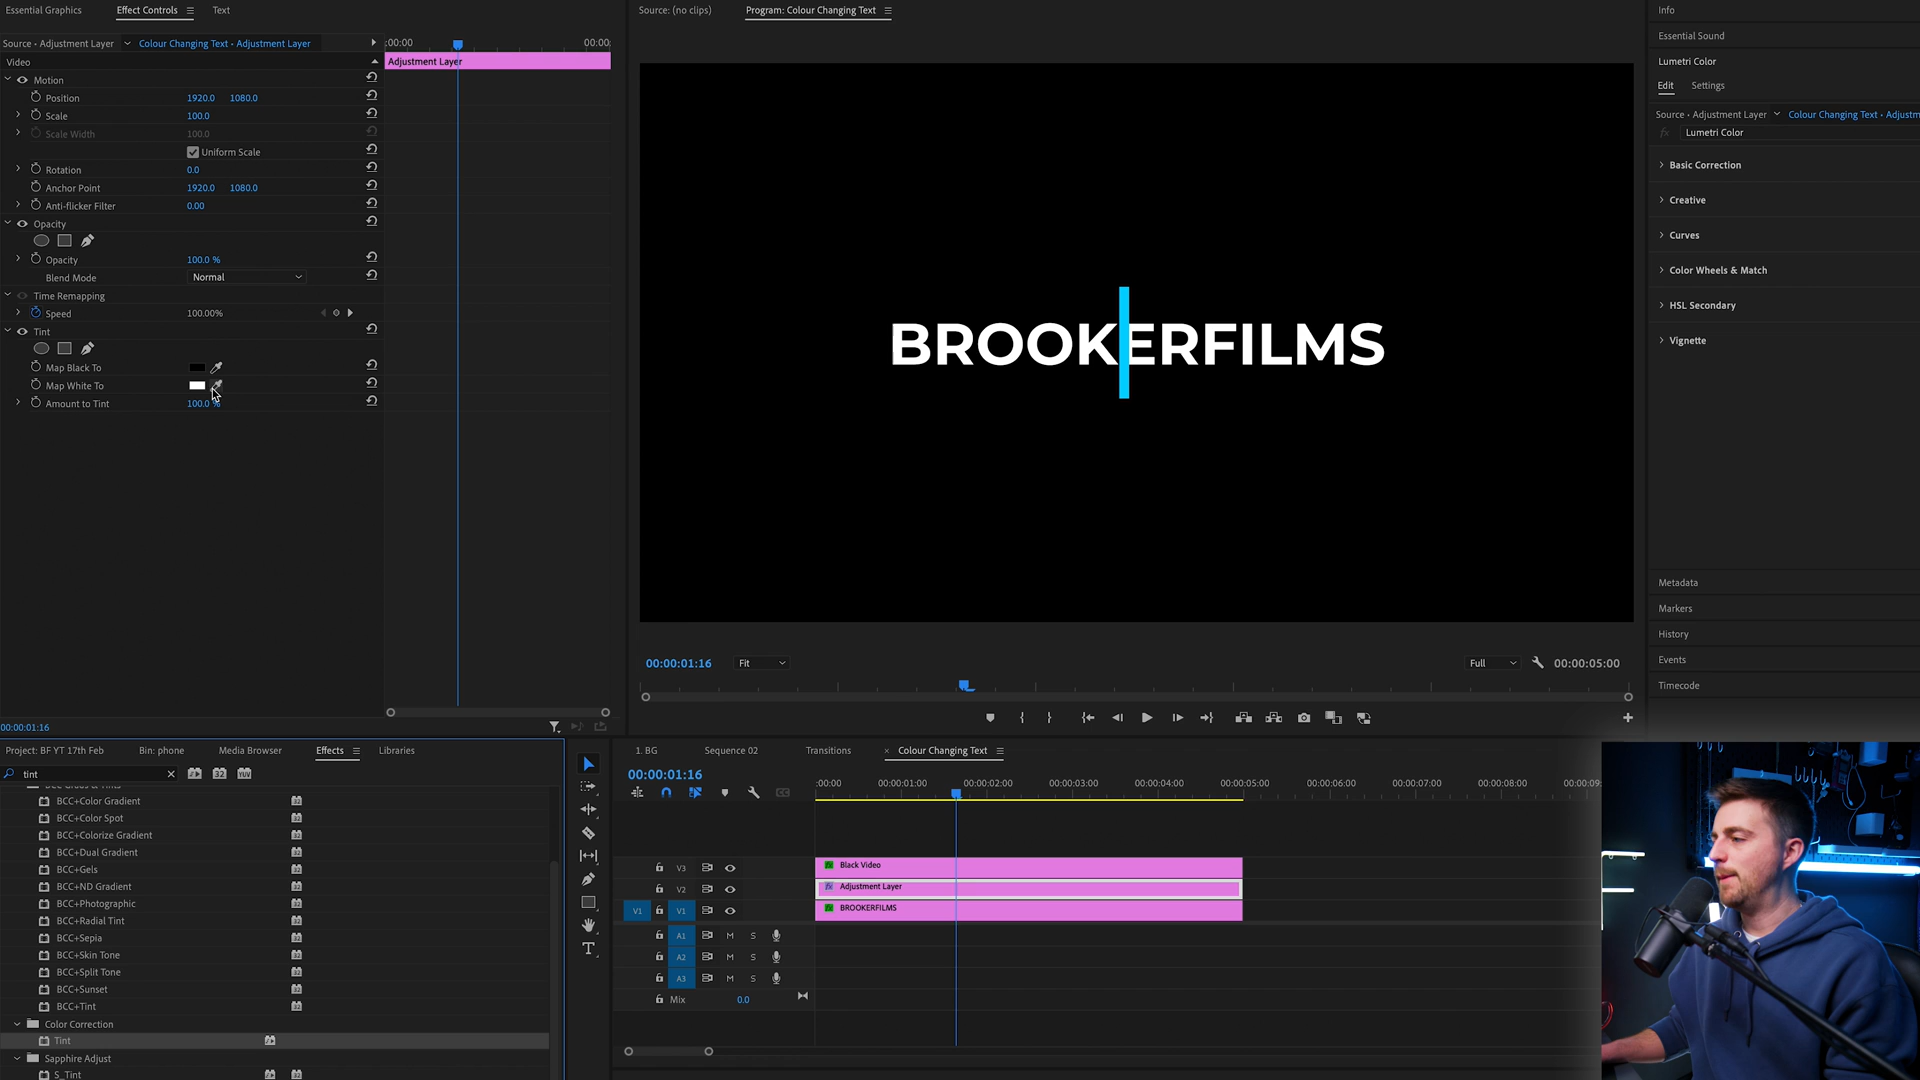 Essential Graphics
Effect Controls
Text
Source - Adjustment Layer
Colour Changing Text - Adjustment Layer
:00:00
00:00
Video
Adjustment Layer
Motion
Position 1920.0 1080.0
Scale 100.0
Scale Width 100.0
Uniform Scale
Rotation 0.0
Anchor Point 1920.0 1080.0
Anti-flicker Filter 0.00
Opacity
Opacity 100.0 %
Blend Mode Normal
Time Remapping
Speed 100.00%
Tint
Map Black To
Map White To
Amount to Tint 100.0 %
00:00:01:16
Source: (no clips)
Program: Colour Changing Text
BROOKERFILMS
00:00:01:16
Fit
Full
00:00:05:00
Info
Essential Sound
Lumetri Color
Edit
Settings
Source - Adjustment Layer
Colour Changing Text - Adjustm
fx Lumetri Color
Basic Correction
Creative
Curves
Color Wheels & Match
HSL Secondary
Vignette
Metadata
Markers
History
Events
Timecode
Project: BF YT 17th Feb
Bin: phone
Media Browser
Effects
Libraries
tint
32
YUV
BCC+Color Gradient
BCC+Color Spot
BCC+Colorize Gradient
BCC+Dual Gradient
BCC+Gels
BCC+ND Gradient
BCC+Photographic
BCC+Radial Tint
BCC+Sepia
BCC+Skin Tone
BCC+Split Tone
BCC+Sunset
BCC+Tint
Color Correction
Tint
Sapphire Adjust
S_Tint
1. BG
Sequence 02
Transitions
× Colour Changing Text
00:00:01:16
:00:00
00:00:01:00
00:00:02:00
00:00:03:00
00:00:04:00
00:00:05:00
00:00:06:00
00:00:07:00
00:00:08:00
00:00:09:
V3
fx Black Video
V2
fx Adjustment Layer
V1
V1
fx BROOKERFILMS
A1 M S
A2 M S
A3 M S
Mix 0.0